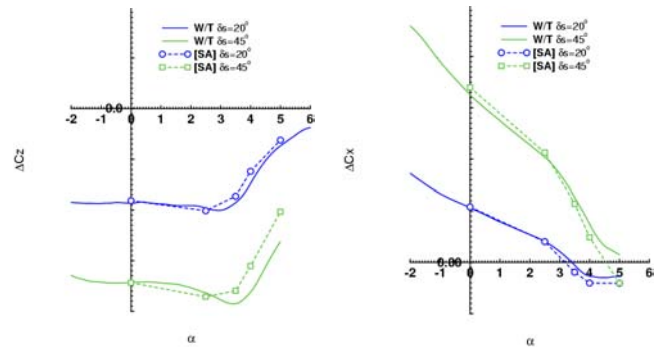 W/T δs=20°
W/T δs=45°
[SA] δs=20°
[SA] δs=45°
0.0
-2 -1 0 1 2 3 4 5 6
ΔCz
α
W/T δs=20°
W/T δs=45°
[SA] δs=20°
[SA] δs=45°
0.00
-2 -1 0 1 2 3 4 5 6
ΔCx
α